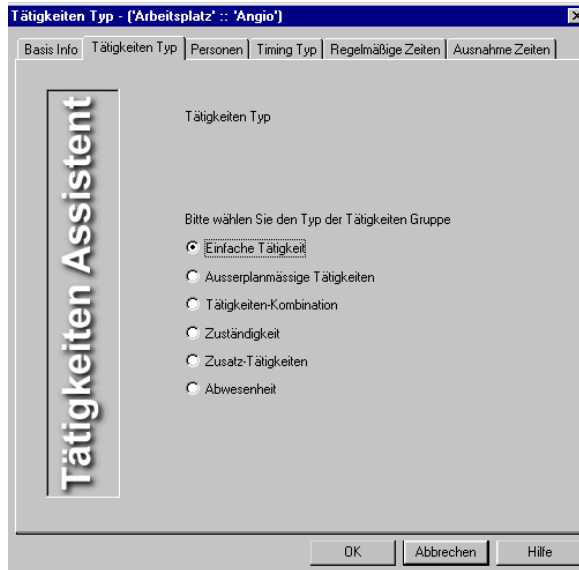 Tätigkeiten Typ - ('Arbeitsplatz' :: 'Angio')
Basis Info Tätigkeiten Typ Personen Timing Typ Regelmäßige Zeiten Ausnahme Zeiten
Tätigkeiten Assistent
Tätigkeiten Typ
Bitte wählen Sie den Typ der Tätigkeiten Gruppe
Einfache Tätigkeit
Ausserplanmässige Tätigkeiten
Tätigkeiten-Kombination
Zuständigkeit
Zusatz-Tätigkeiten
Abwesenheit
OK Abbrechen Hilfe